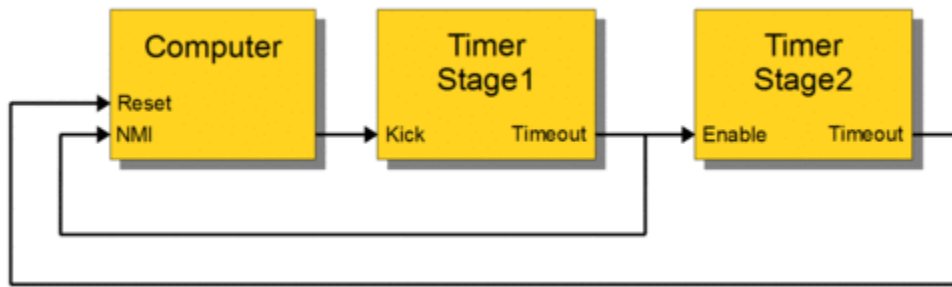 Computer
Reset
NMI
Timer
Stage1
Kick
Timeout
Timer
Stage2
Enable
Timeout